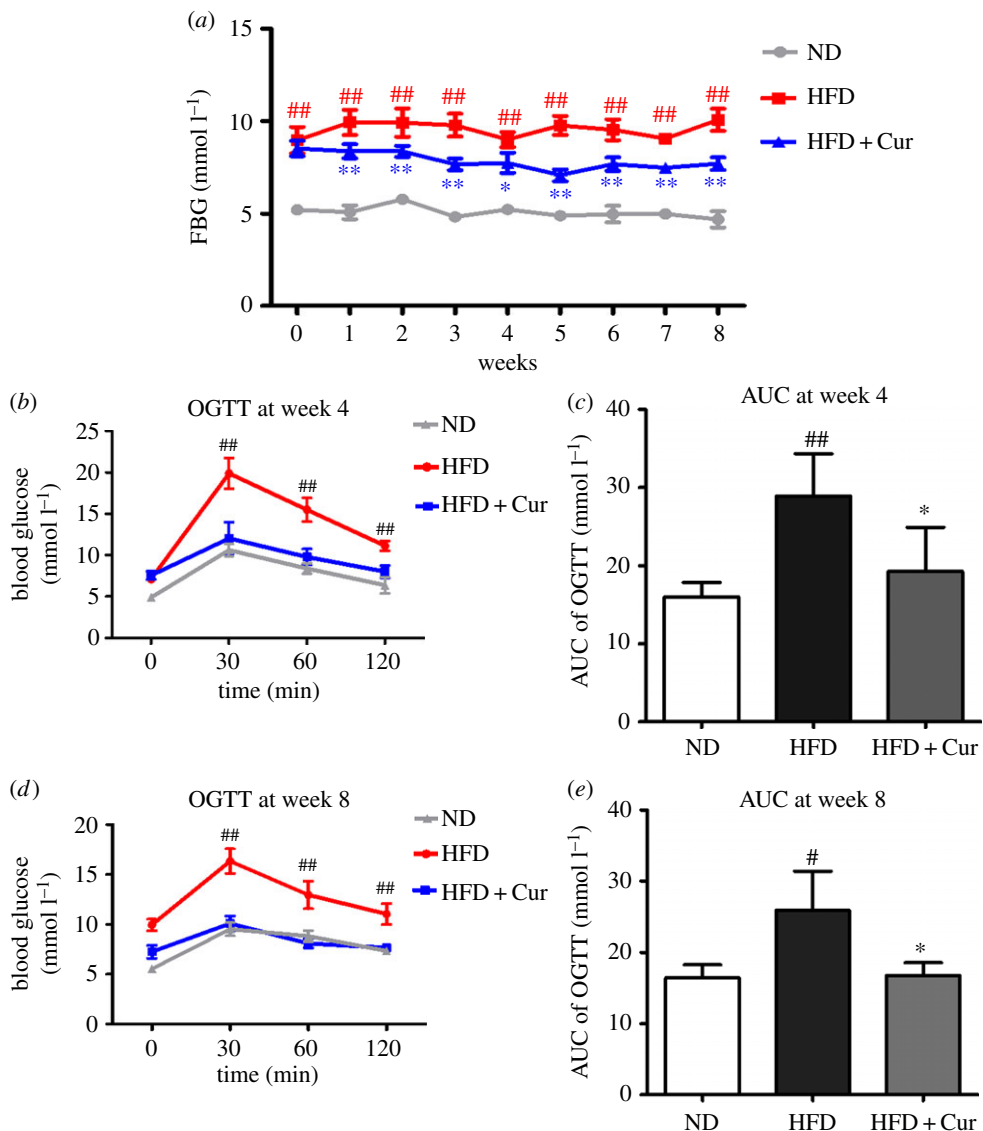 (a)
15
10
5
0
FBG (mmol l⁻¹)
## ## ## ## ## ## ## ## ##
** ** ** * ** ** ** **
0 1 2 3 4 5 6 7 8
weeks
ND
HFD
HFD + Cur
(b)
OGTT at week 4
25
20
15
10
5
0
blood glucose
(mmol l⁻¹)
## ## ##
0 30 60 120
time (min)
ND
HFD
HFD + Cur
(c)
AUC at week 4
40
30
20
10
0
AUC of OGTT (mmol l⁻¹)
##
*
ND HFD HFD + Cur
(d)
OGTT at week 8
20
15
10
5
0
blood glucose
(mmol l⁻¹)
## ## ##
0 30 60 120
time (min)
ND
HFD
HFD + Cur
(e)
AUC at week 8
40
30
20
10
0
AUC of OGTT (mmol l⁻¹)
#
*
ND HFD HFD + Cur